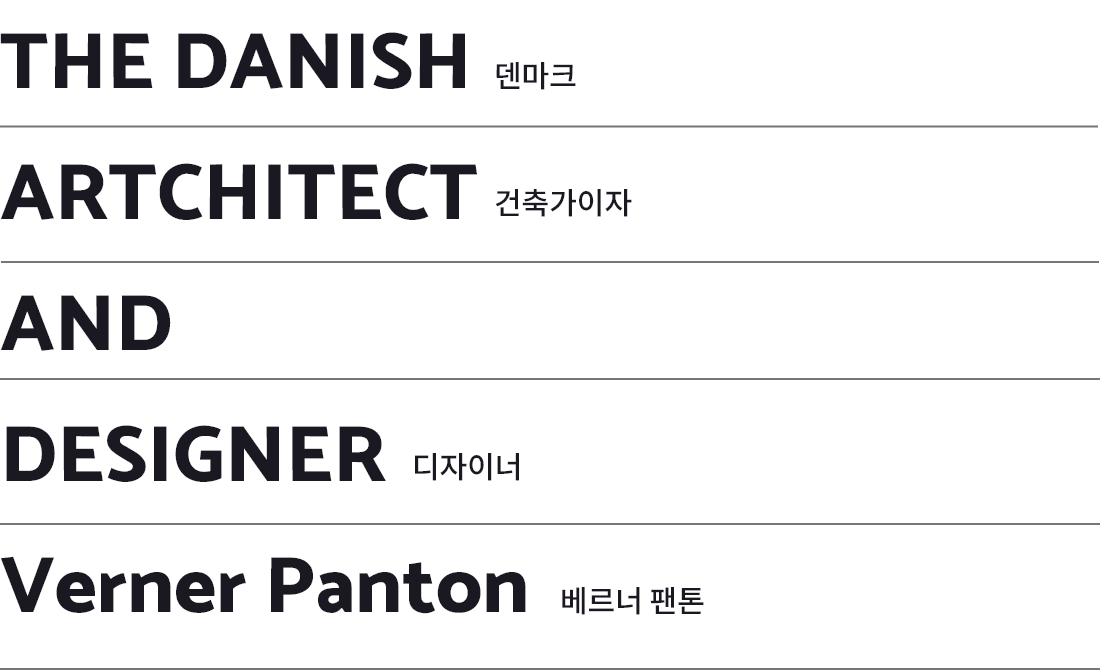 THE DANISH 덴마크
ARTCHITECT 건축가이자
AND
DESIGNER 디자이너
Verner Panton 베르너 팬톤